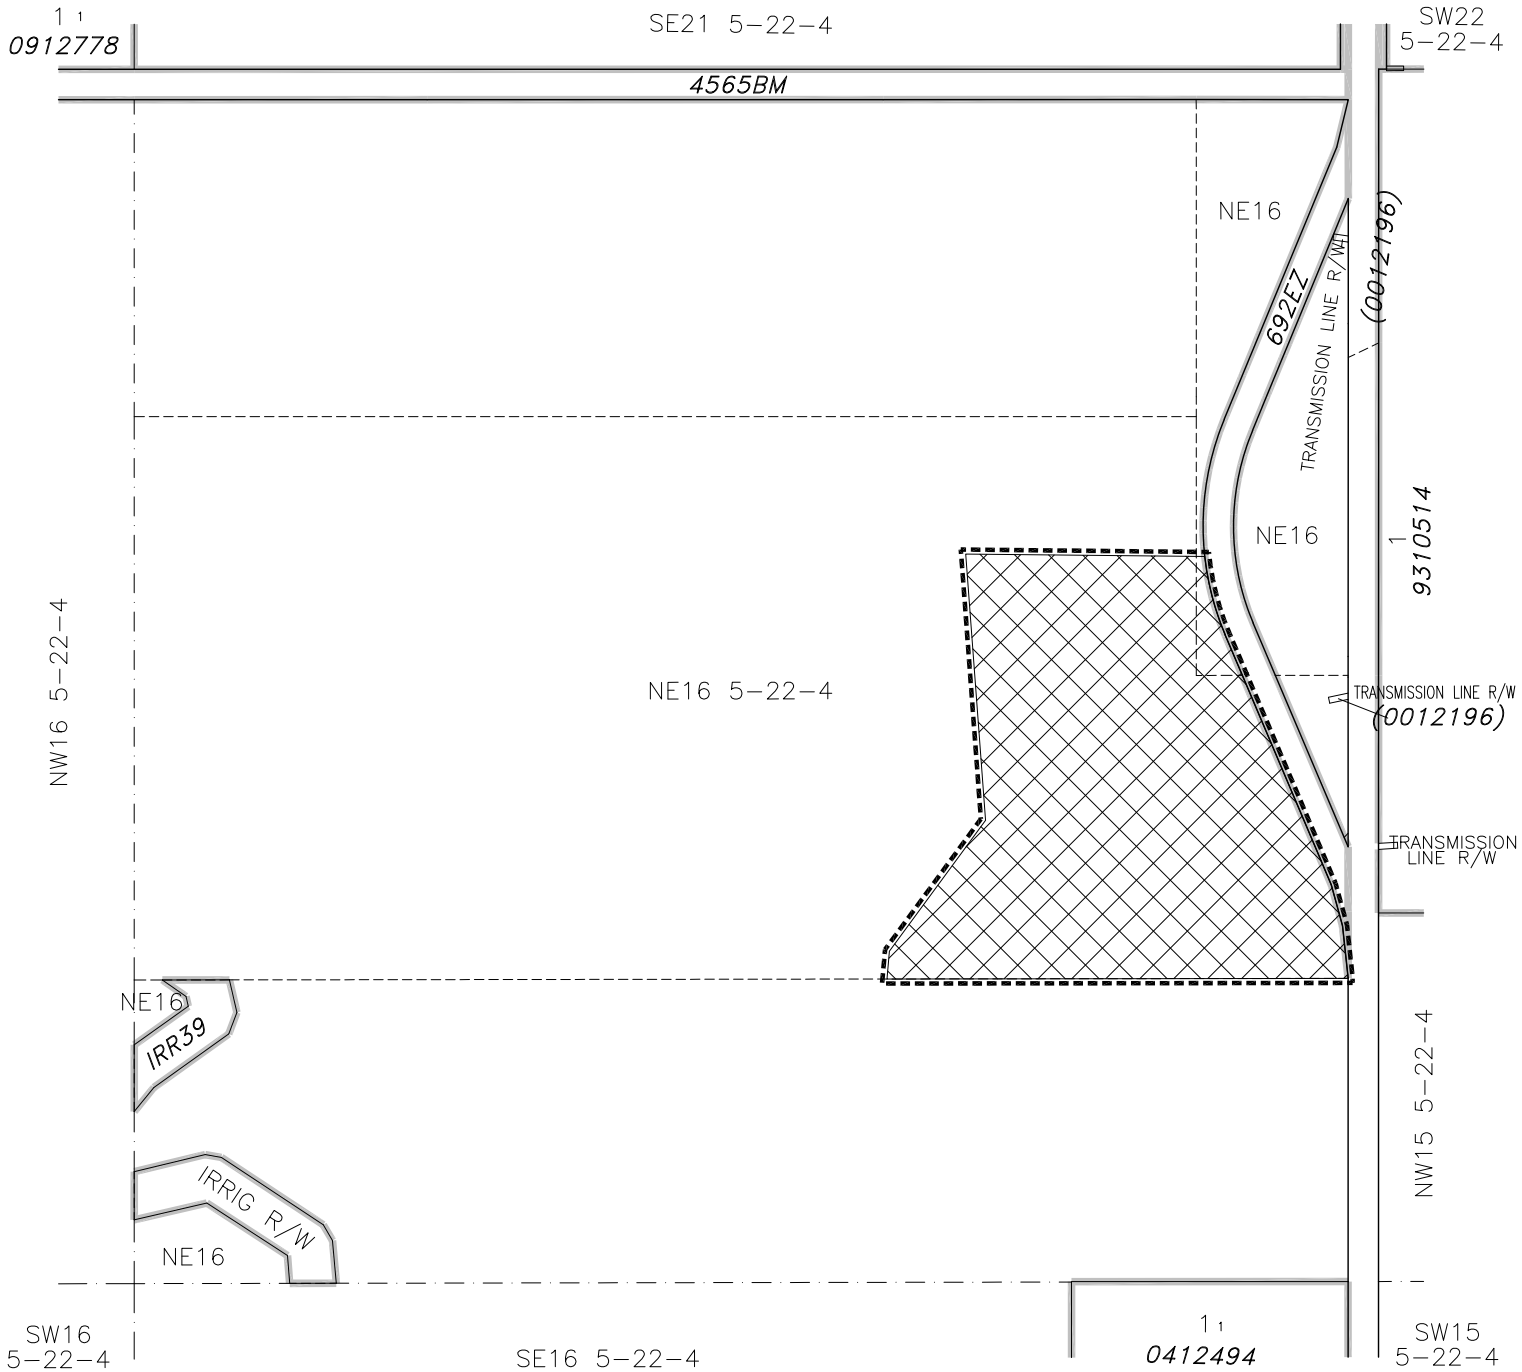 1 1
0912778
SE21 5-22-4
SW22
5-22-4
4565BM
NE16
(0012196)
692EZ
TRANSMISSION LINE R/W
NE16
1
9310514
NW16 5-22-4
NE16 5-22-4
TRANSMISSION LINE R/W
(0012196)
TRANSMISSION
LINE R/W
NE16
IRR39
NW15 5-22-4
IRRIG R/W
NE16
SW16
5-22-4
SE16 5-22-4
1 1
0412494
SW15
5-22-4